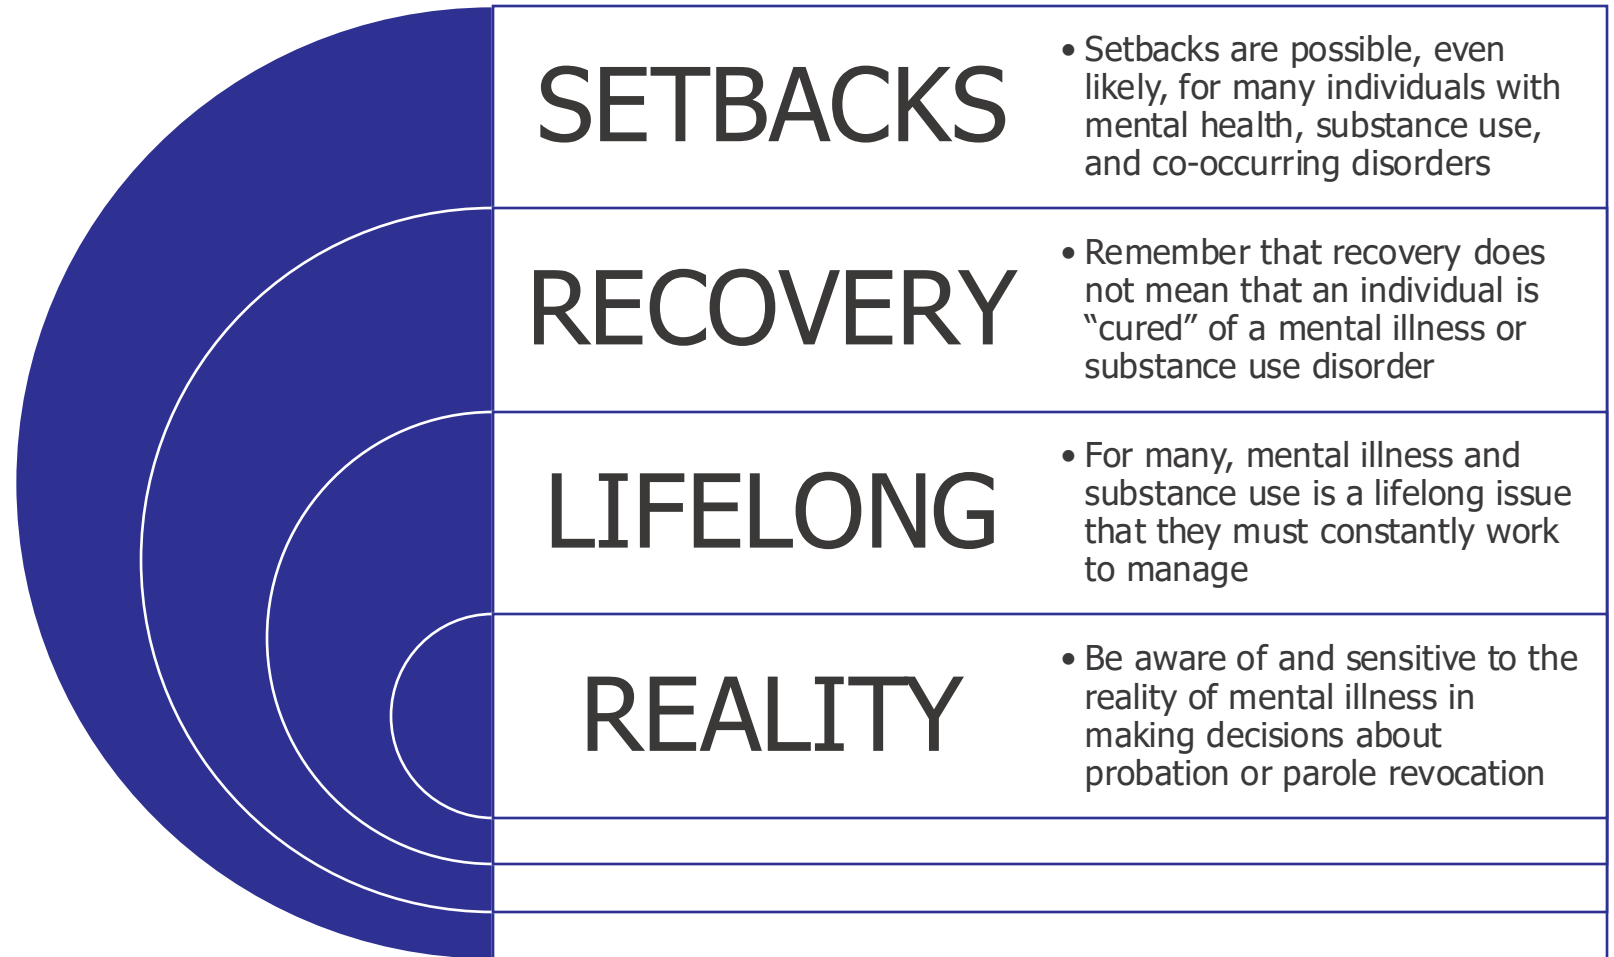 SETBACKS
• Setbacks are possible, even
likely, for many individuals with
mental health, substance use,
and co-occurring disorders
RECOVERY
• Remember that recovery does
not mean that an individual is
“cured” of a mental illness or
substance use disorder
LIFELONG
• For many, mental illness and
substance use is a lifelong issue
that they must constantly work
to manage
REALITY
• Be aware of and sensitive to the
reality of mental illness in
making decisions about
probation or parole revocation